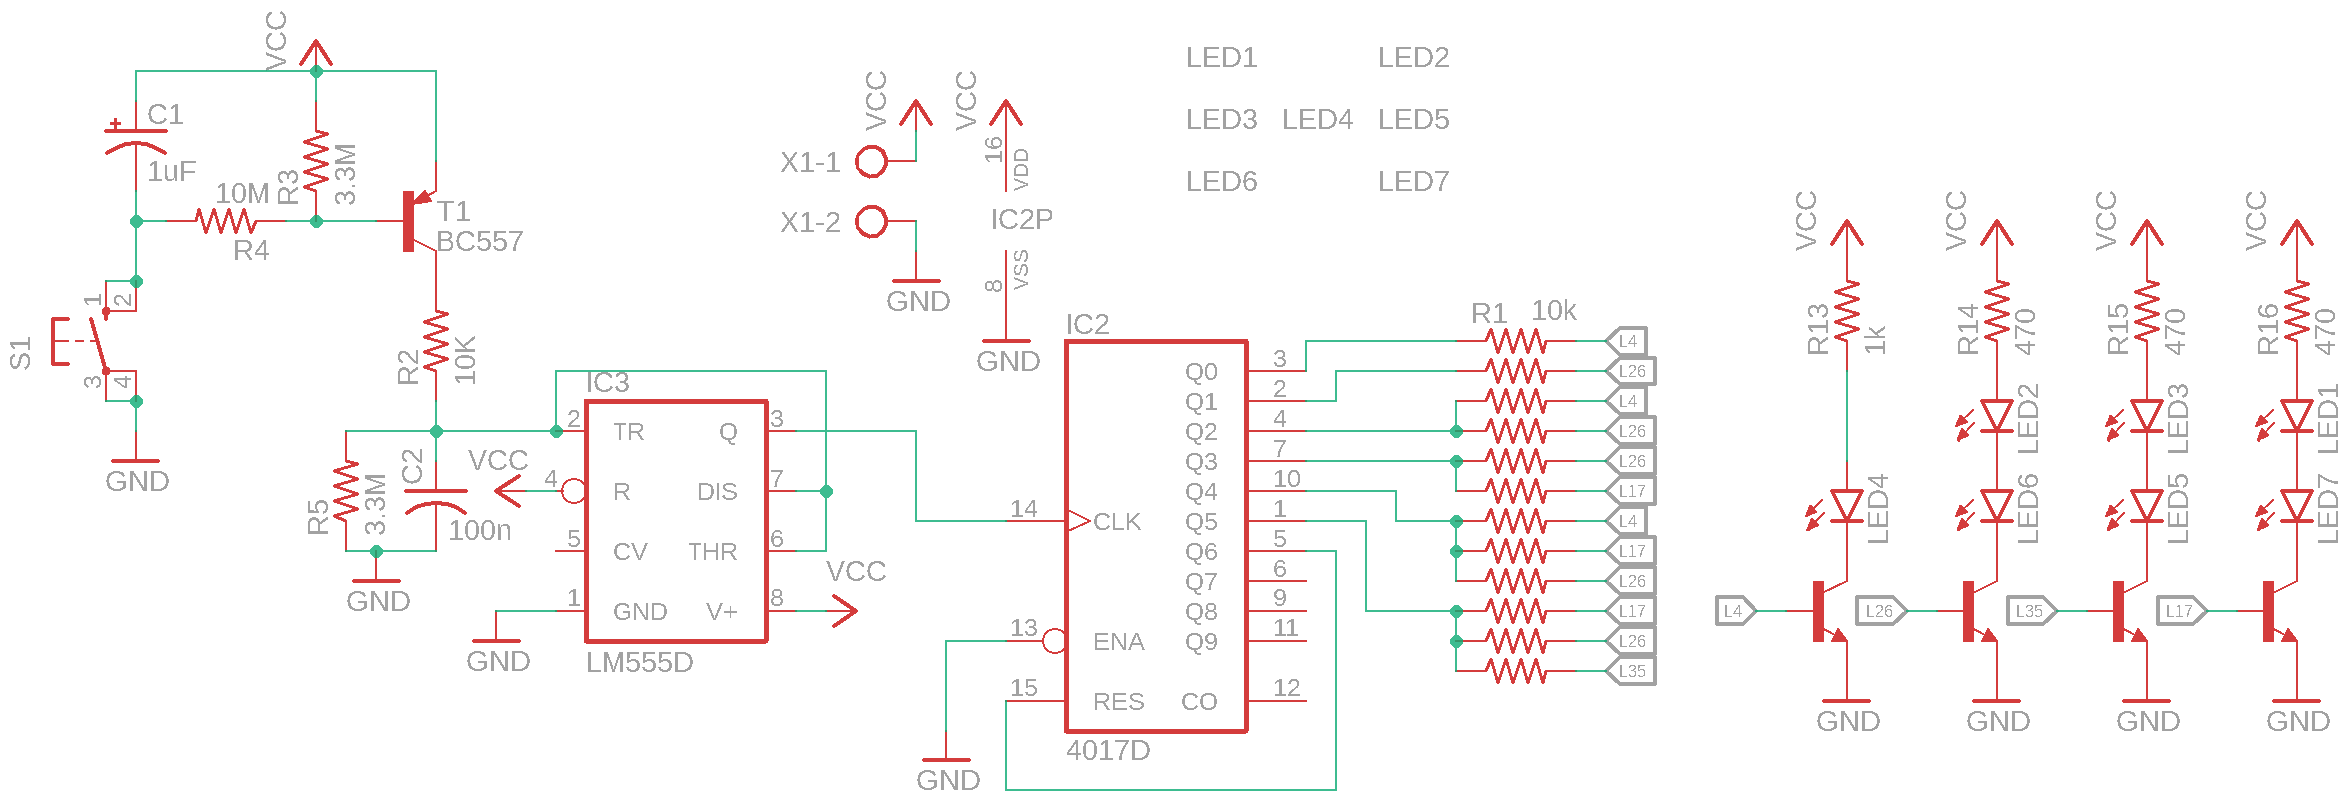 VCC
C1
1uF
R3
3.3M
10M
R4
T1
BC557
S1
1
2
3
4
GND
R2
10K
R5
3.3M
C2
100n
GND
VCC
IC3
2
TR
4
R
5
CV
1
GND
Q
3
DIS
7
THR
6
V+
8
LM555D
VCC
GND
X1-1
X1-2
VCC
GND
VCC
16
VDD
IC2P
8
VSS
GND
LED1
LED2
LED3
LED4
LED5
LED6
LED7
IC2
14
CLK
13
ENA
15
RES
Q0
3
Q1
2
Q2
4
Q3
7
Q4
10
Q5
1
Q6
5
Q7
6
Q8
9
Q9
11
CO
12
4017D
GND
R1
10k
L4
L26
L4
L26
L26
L17
L4
L17
L26
L17
L26
L35
VCC
R13
1k
LED4
L4
GND
VCC
R14
470
LED2
LED6
L26
GND
VCC
R15
470
LED3
LED5
L35
GND
VCC
R16
470
LED1
LED7
L17
GND